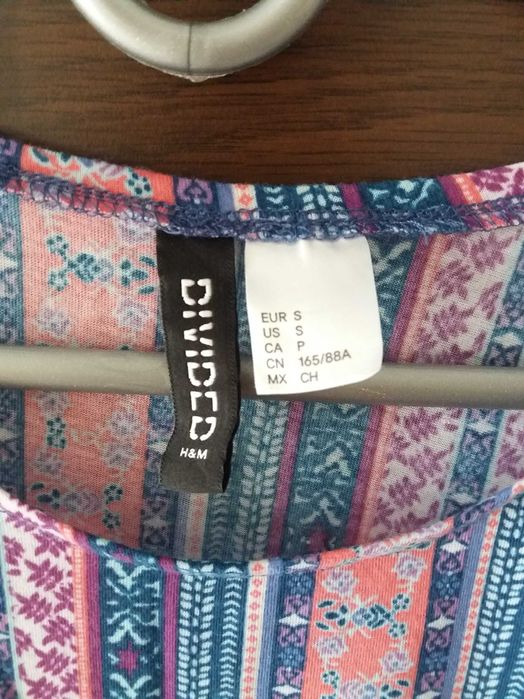 DIVIDED
H&M
EUR S
US S
CA P
CN 165/88A
MX CH